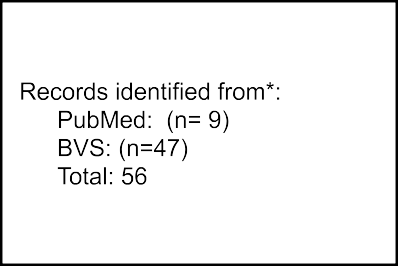 Records identified from*:
PubMed:  (n= 9)
BVS: (n=47)
Total: 56